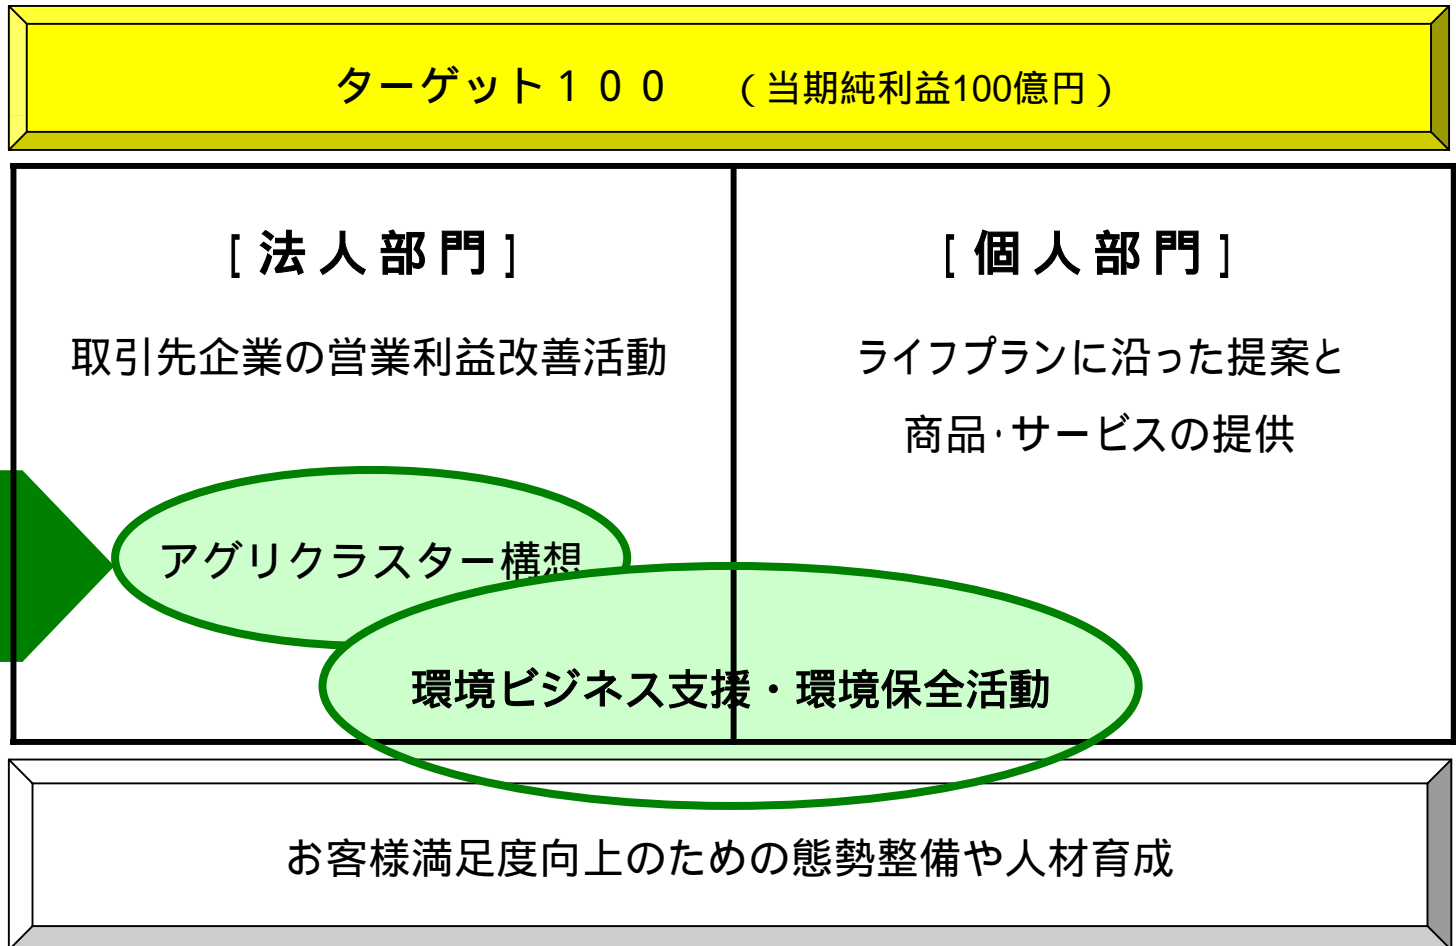 ターゲット１００　（当期純利益100億円）
［法人部門］
取引先企業の営業利益改善活動
［個人部門］
ライフプランに沿った提案と
商品・サービスの提供
アグリクラスター構想
環境ビジネス支援・環境保全活動
お客様満足度向上のための態勢整備や人材育成